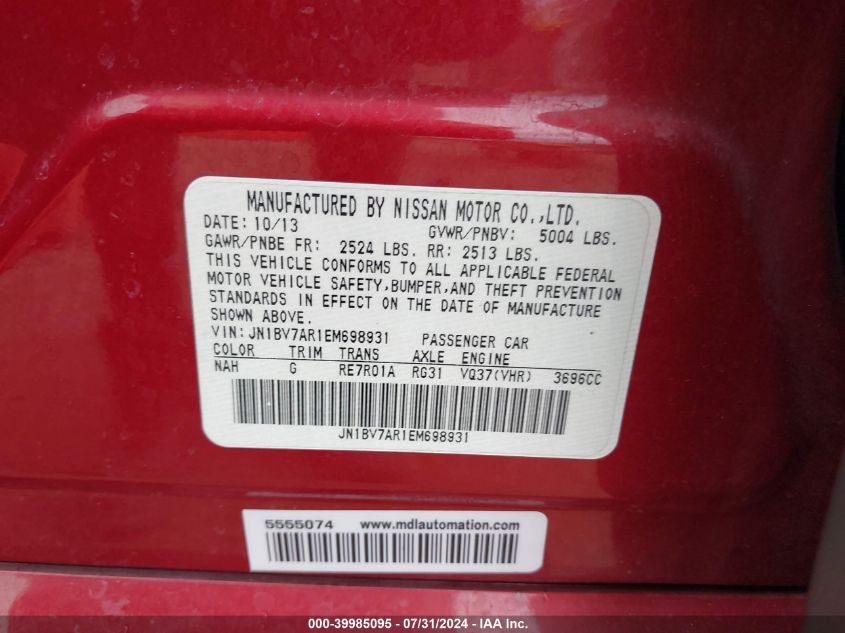 MANUFACTURED BY NISSAN MOTOR CO.,LTD.
DATE: 10/13 GVWR/PNBV: 5004 LBS.
GAWR/PNBE FR: 2524 LBS. RR: 2513 LBS.
THIS VEHICLE CONFORMS TO ALL APPLICABLE FEDERAL
MOTOR VEHICLE SAFETY,BUMPER,AND THEFT PREVENTION
STANDARDS IN EFFECT ON THE DATE OF MANUFACTURE
SHOWN ABOVE.
VIN:JN1BV7AR1EM698931 PASSENGER CAR
COLOR TRIM TRANS AXLE ENGINE
NAH G RE7R01A RG31 VQ37(VHR) 3696CC
JN1BV7AR1EM698931
5555074 www.mdlautomation.com
000-39985095 - 07/31/2024 - IAA Inc.